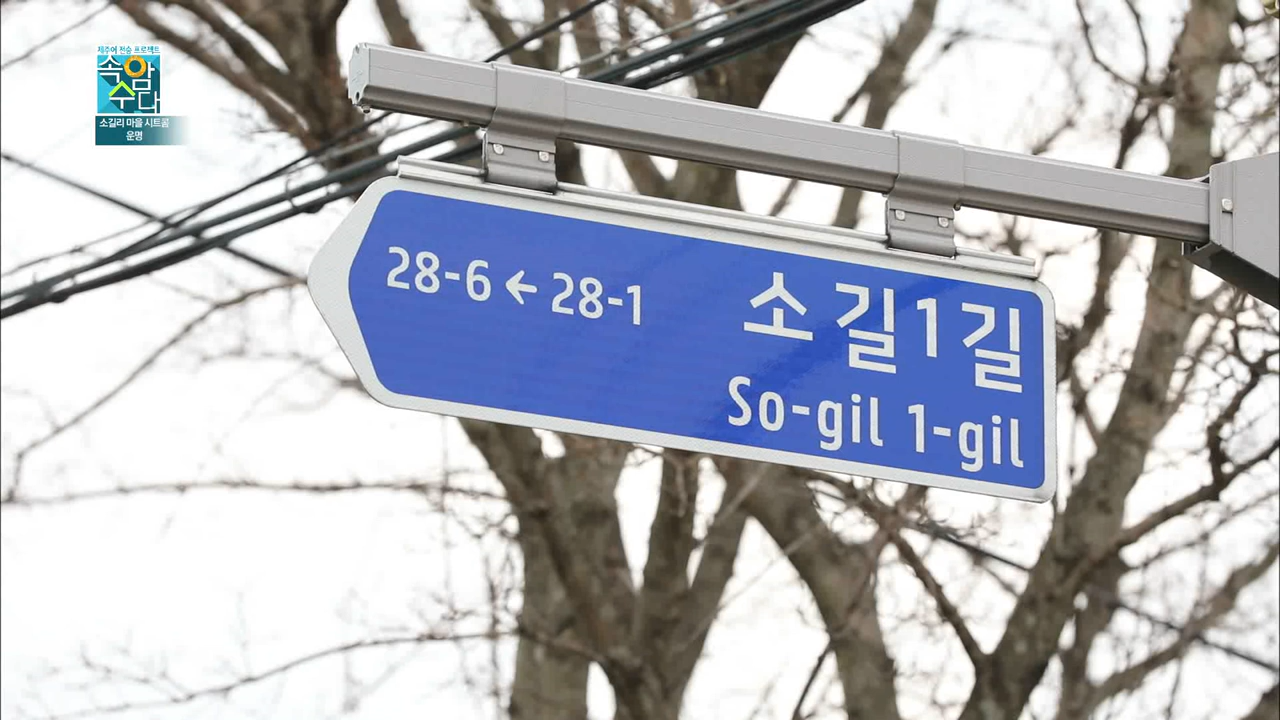 제주어 전승 프로젝트
속암
수다
소길리 마을 시트콤
운명
28-6 ← 28-1
소길1길
So-gil 1-gil